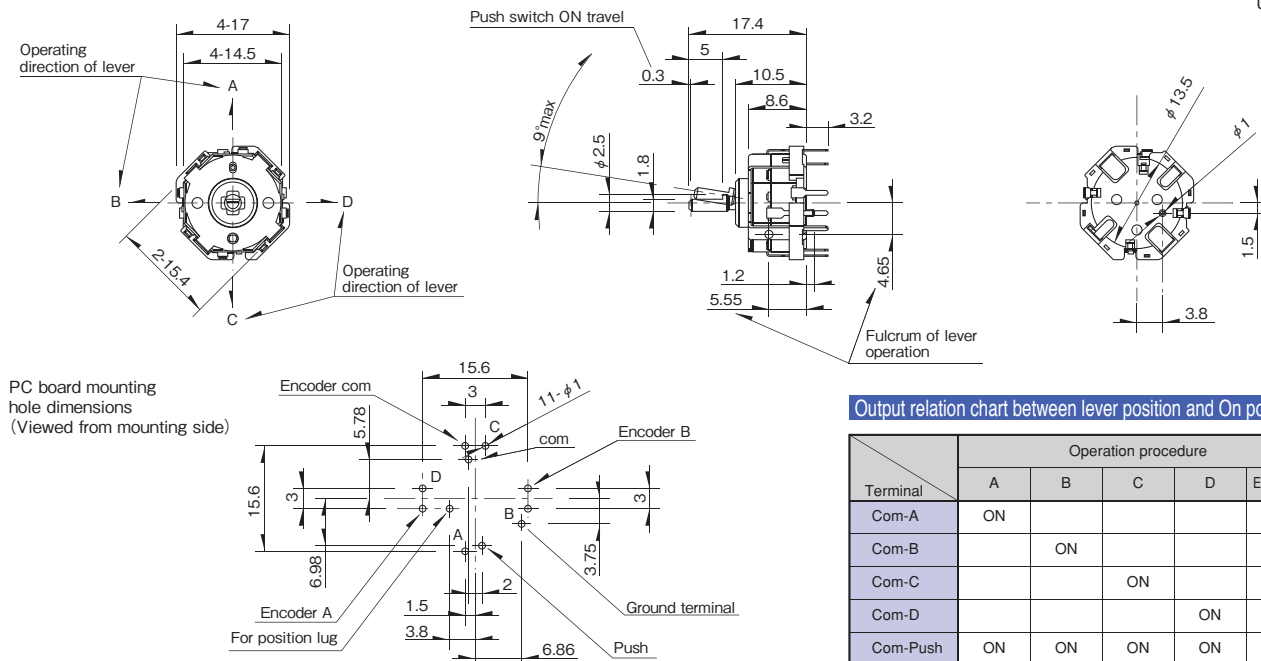 Push switch ON travel
4-17
4-14.5
Operating
direction of lever
A
B
D
C
2-15.4
Operating
direction of lever
17.4
5
0.3
10.5
8.6
3.2
9°max
φ2.5
1.8
1.2
5.55
4.65
Fulcrum of lever
operation
φ13.5
φ1
1.5
3.8
PC board mounting
hole dimensions
(Viewed from mounting side)
Encoder com
15.6
3
11-φ1
C
com
Encoder B
5.78
15.6
3
D
3
B
A
6.98
3.75
2
1.5
3.8
6.86
Encoder A
For position lug
Ground terminal
Push
Output relation chart between lever position and On po
Terminal
Operation procedure
A B C D E
Com-A ON
Com-B ON
Com-C ON
Com-D ON
Com-Push ON ON ON ON